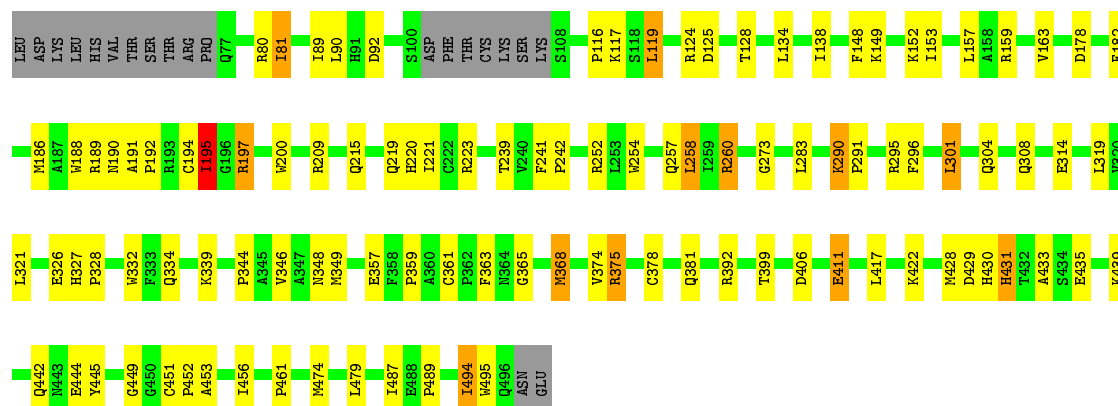 LEU ASP LYS LEU HIS VAL THR SER THR THR ARG PRO Q77 R80 I81 I89 L90 H91 D92 S100 ASP PHE THR CYS LYS SER LYS S108 P116 K117 S118 L119 R124 D125 T128 L134 I138 F148 K149 K152 I153 L157 A158 R159 V163 D178
M186 A187 W188 R189 N190 A191 P192 R193 C194 I195 G196 R197 W200 R209 Q215 Q219 H220 I221 C222 R223 T239 V240 F241 P242 R252 L253 W254 Q257 L258 I259 R260 G273 L283 K290 P291 R295 F296 L301 Q304 Q308 E314 L319
L321 E326 H327 P328 W332 F333 Q334 K339 P344 A345 V346 A347 N348 M349 E357 F358 P359 A360 C361 P362 F363 N364 G365 M368 V374 R375 C378 Q381 R392 T399 D406 E411 L417 K422 M428 D429 H430 H431 T432 A433 S434 E435
Q442 N443 E444 Y445 G449 G450 C451 P452 A453 I456 P461 M474 L479 I487 E488 P489 I494 W495 Q496 ASN GLU